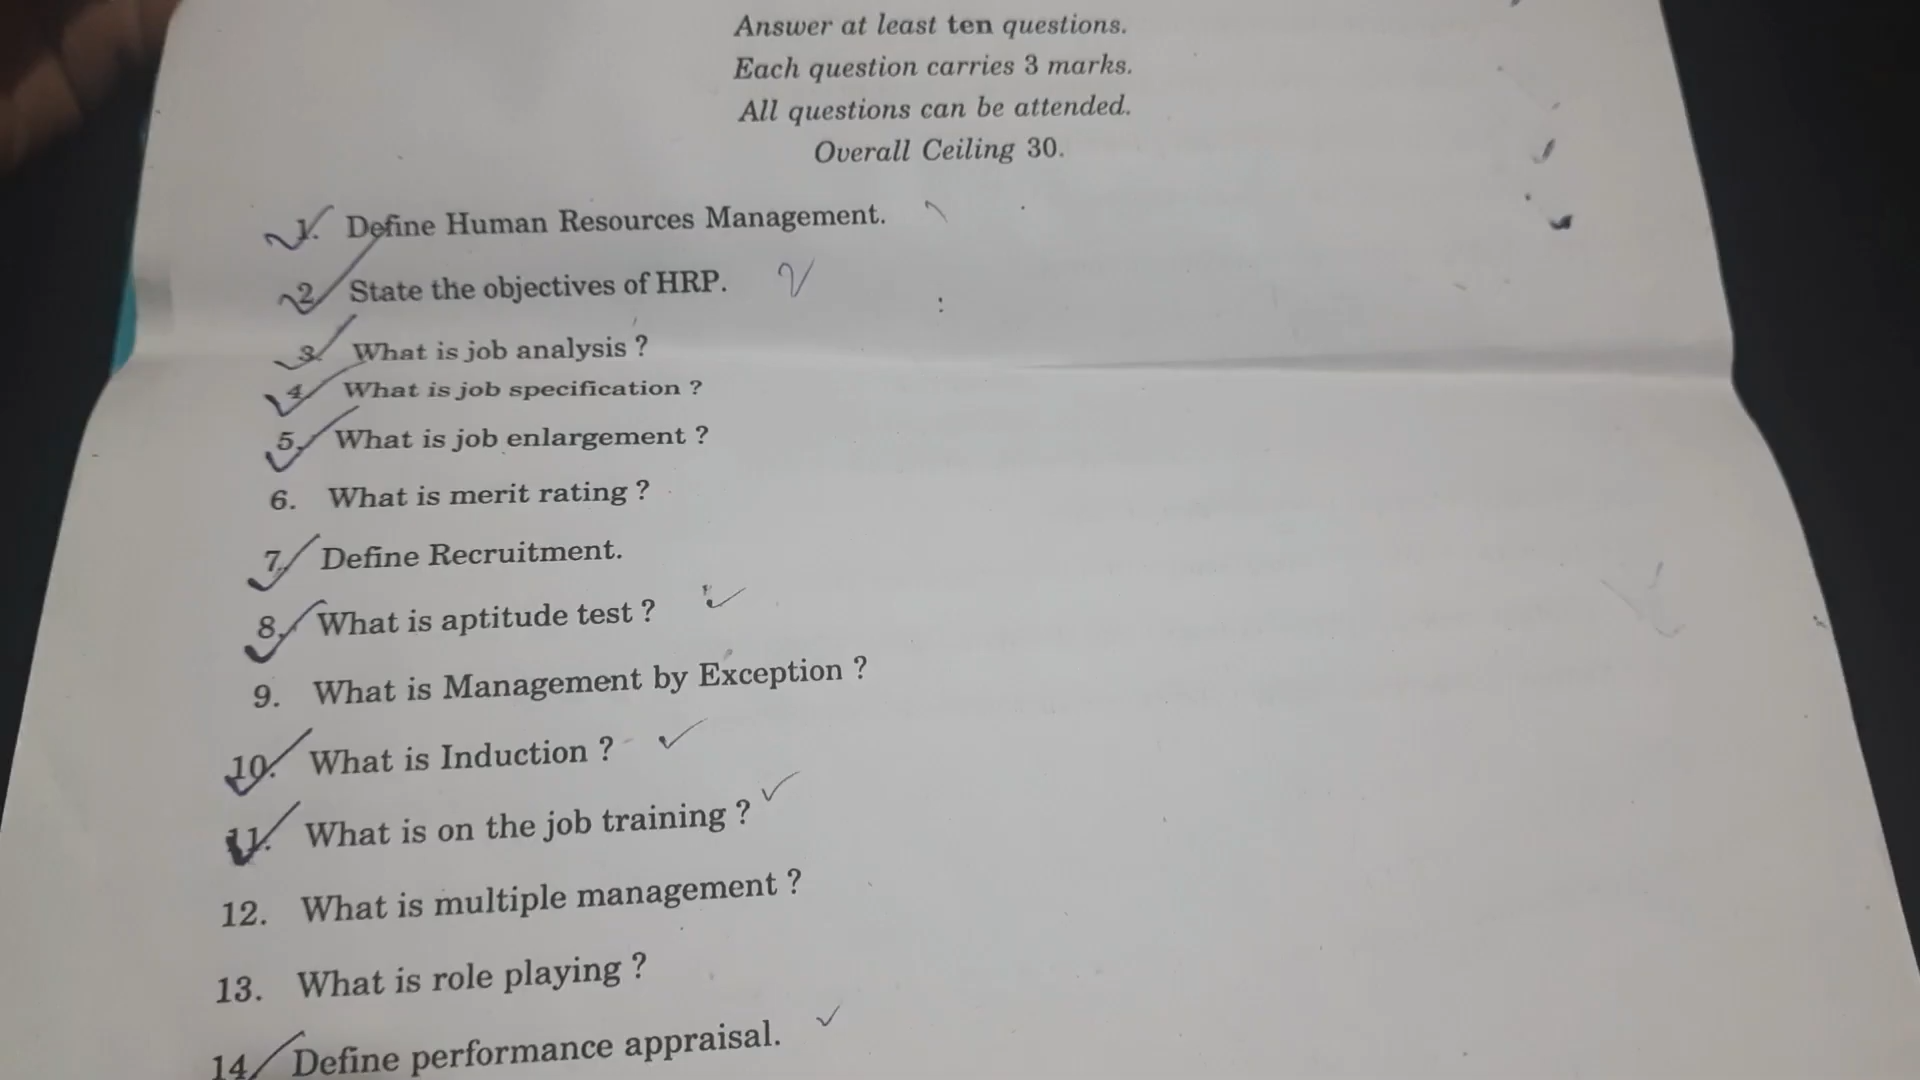 Answer at least ten questions.
Each question carries 3 marks.
All questions can be attended.
Overall Ceiling 30.
1. Define Human Resources Management.
2. State the objectives of HRP.
3. What is job analysis ?
4. What is job specification ?
5. What is job enlargement ?
6. What is merit rating ?
7. Define Recruitment.
8. What is aptitude test ?
9. What is Management by Exception ?
10. What is Induction ?
11. What is on the job training ?
12. What is multiple management ?
13. What is role playing ?
14. Define performance appraisal.